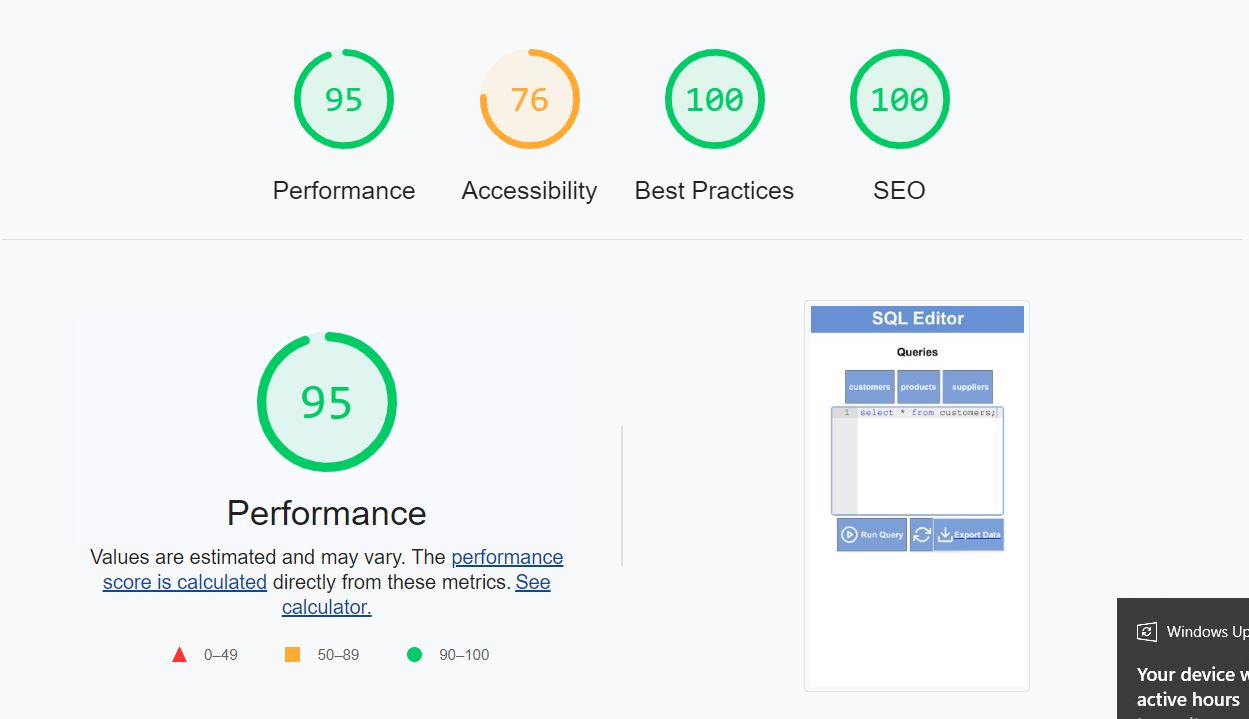 95
76
100
100
Performance
Accessibility
Best Practices
SEO
95
Performance
Values are estimated and may vary. The performance
score is calculated directly from these metrics. See
calculator.
0–49
50–89
90–100
SQL Editor
Queries
customers
products
suppliers
1 select * from customers;
Run Query
Export Data
Windows Up
Your device w
active hours